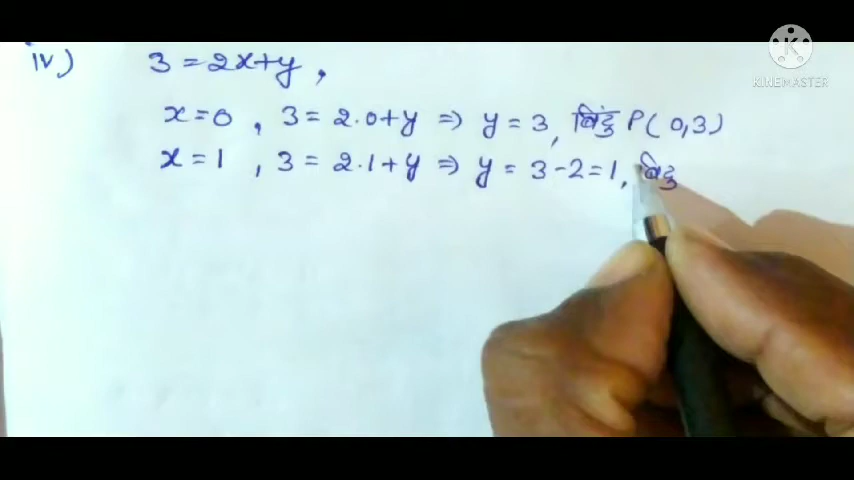 KINEMASTER
iv) 3 = 2x+y,
x=0, 3 = 2.0+y => y = 3, बिंदु P(0,3)
x = 1, 3 = 2.1+y => y = 3-2=1, बिंदु